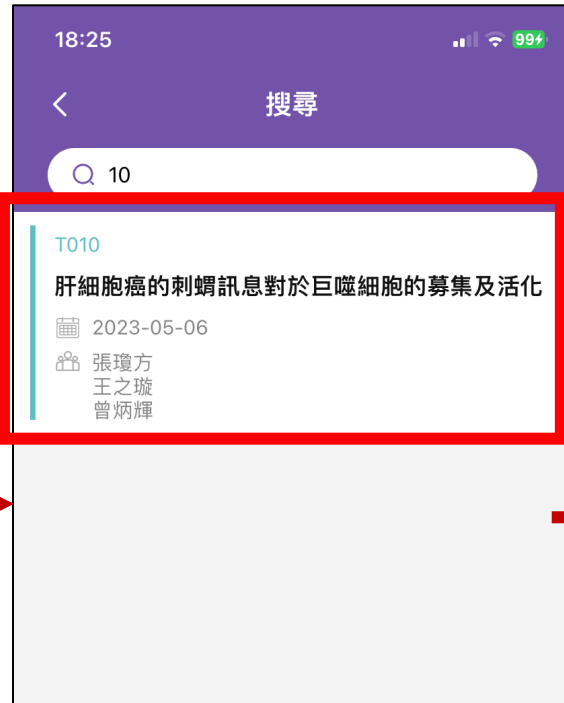 18:25
99
搜尋
10
T010
肝細胞癌的刺蝟訊息對於巨噬細胞的募集及活化
2023-05-06
張瓊方
王之璇
曾炳輝